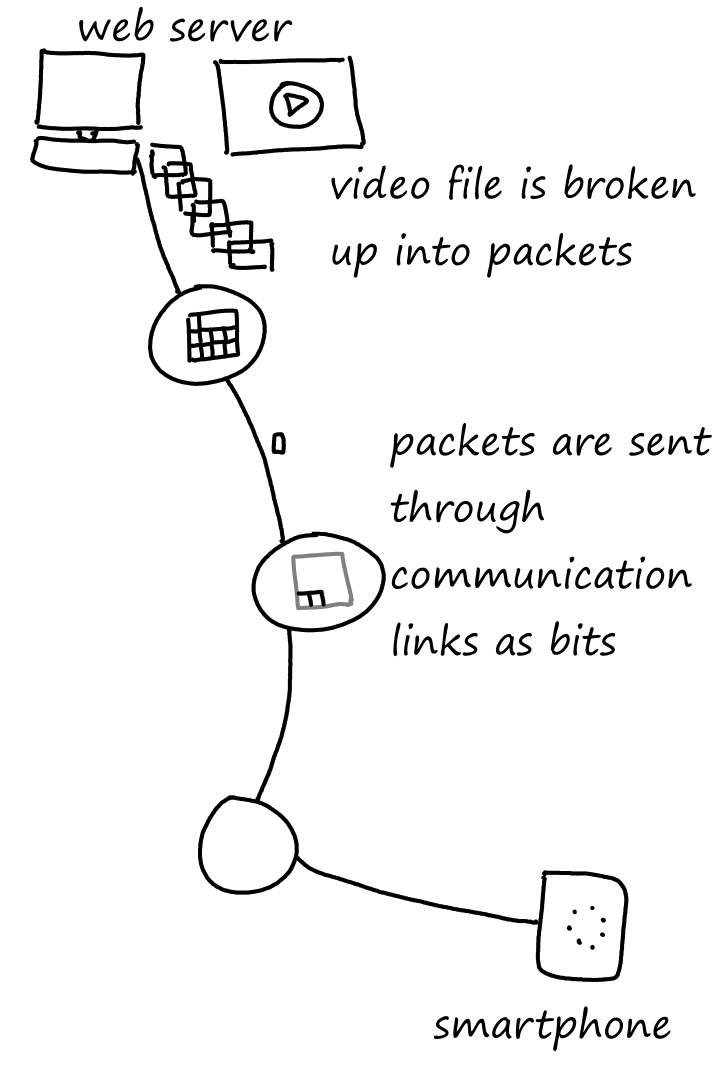 web server
video file is broken
up into packets
packets are sent
through
communication
links as bits
smartphone